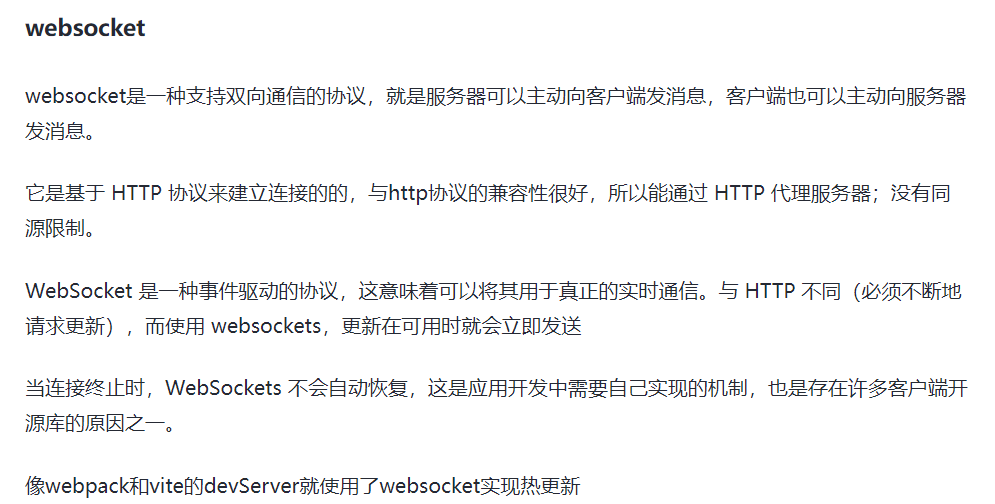 websocket
websocket是一种支持双向通信的协议，就是服务器可以主动向客户端发消息，客户端也可以主动向服务器
发消息。
它是基于 HTTP 协议来建立连接的的，与http协议的兼容性很好，所以能通过 HTTP 代理服务器；没有同
源限制。
WebSocket 是一种事件驱动的协议，这意味着可以将其用于真正的实时通信。与 HTTP 不同（必须不断地
请求更新），而使用 websockets，更新在可用时就会立即发送
当连接终止时，WebSockets 不会自动恢复，这是应用开发中需要自己实现的机制，也是存在许多客户端开
源库的原因之一。
像webpack和vite的devServer就使用了websocket实现热更新